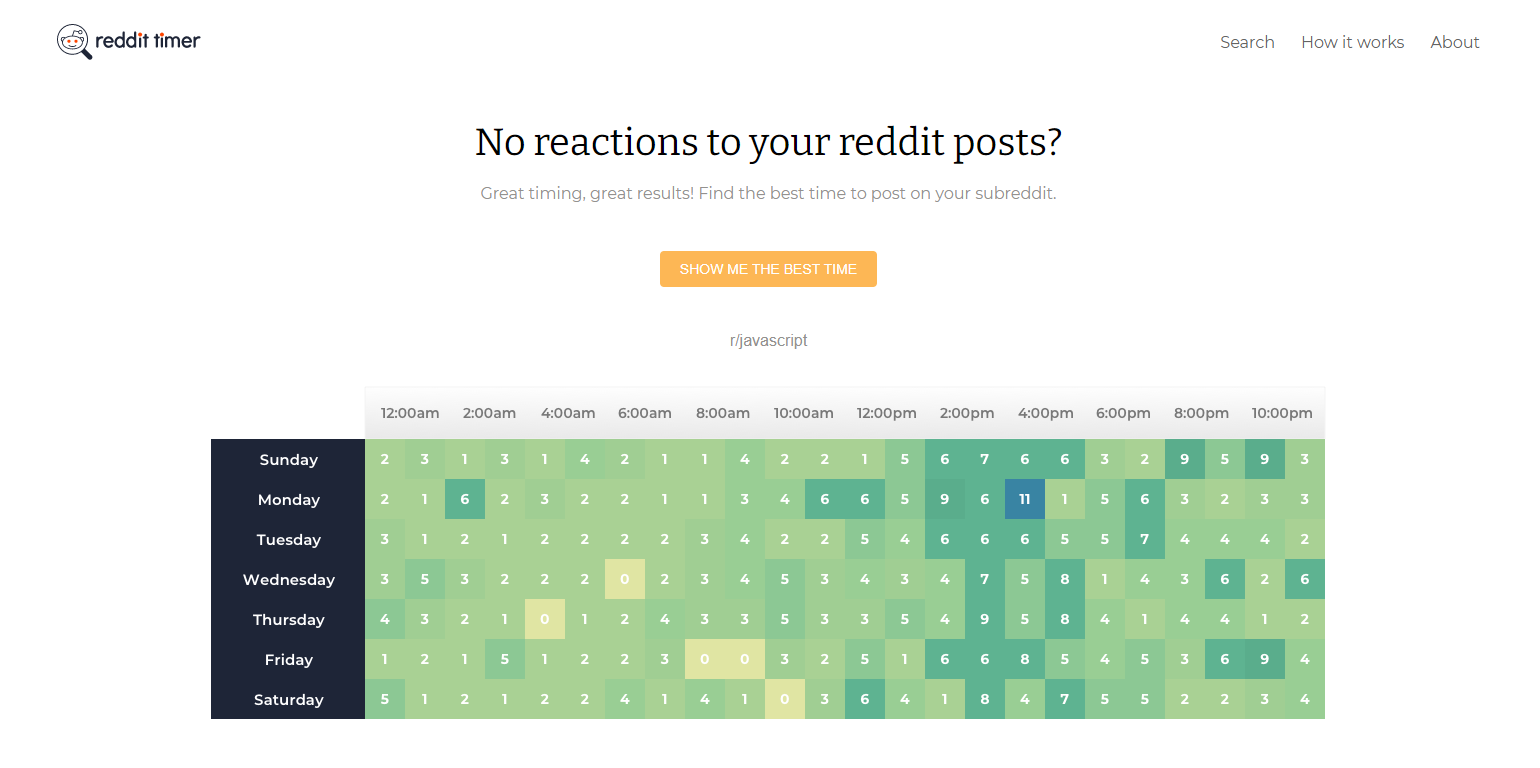 reddit timer
Search How it works About
No reactions to your reddit posts?
Great timing, great results! Find the best time to post on your subreddit.
SHOW ME THE BEST TIME
r/javascript
12:00am 2:00am 4:00am 6:00am 8:00am 10:00am 12:00pm 2:00pm 4:00pm 6:00pm 8:00pm 10:00pm
Sunday 2 3 1 3 1 4 2 1 1 4 2 2 1 5 6 7 6 6 3 2 9 5 9 3
Monday 2 1 6 2 3 2 2 1 1 3 4 6 6 5 9 6 11 1 5 6 3 2 3 3
Tuesday 3 1 2 1 2 2 2 2 3 4 2 2 5 4 6 6 6 5 5 7 4 4 4 2
Wednesday 3 5 3 2 2 2 0 2 3 4 5 3 4 3 4 7 5 8 1 4 3 6 2 6
Thursday 4 3 2 1 0 1 2 4 3 3 5 3 3 5 4 9 5 8 4 1 4 4 1 2
Friday 1 2 1 5 1 2 2 3 0 0 3 2 5 1 6 6 8 5 4 5 3 6 9 4
Saturday 5 1 2 1 2 2 4 1 4 1 0 3 6 4 1 8 4 7 5 5 2 2 3 4